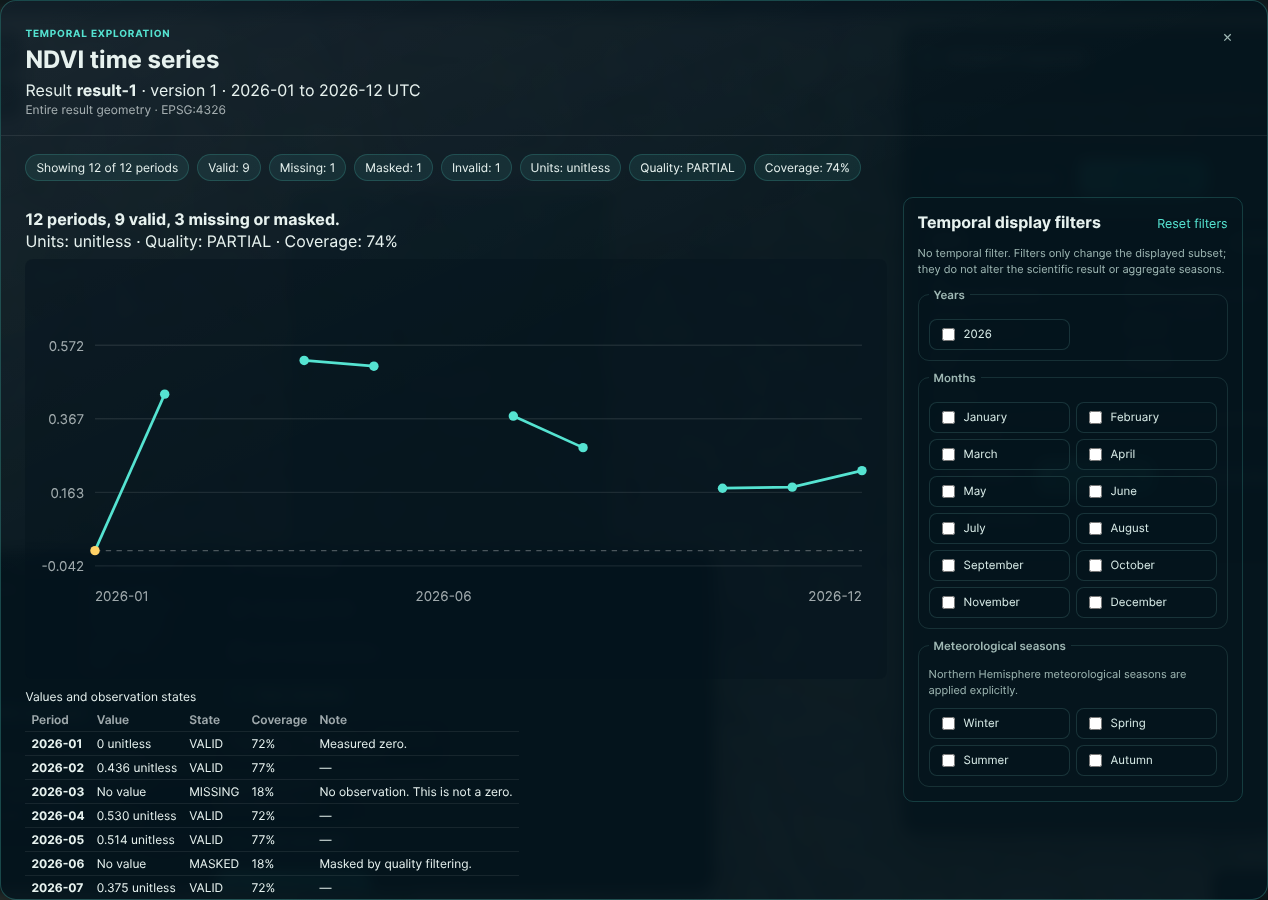 TEMPORAL EXPLORATION
NDVI time series
×
Result result-1 · version 1 · 2026-01 to 2026-12 UTC
Entire result geometry · EPSG:4326
Showing 12 of 12 periods
Valid: 9
Missing: 1
Masked: 1
Invalid: 1
Units: unitless
Quality: PARTIAL
Coverage: 74%
12 periods, 9 valid, 3 missing or masked.
Units: unitless · Quality: PARTIAL · Coverage: 74%
0.572
0.367
0.163
-0.042
2026-01 2026-06 2026-12
Values and observation states
Period Value State Coverage Note
2026-01 0 unitless VALID 72% Measured zero.
2026-02 0.436 unitless VALID 77% —
2026-03 No value MISSING 18% No observation. This is not a zero.
2026-04 0.530 unitless VALID 72% —
2026-05 0.514 unitless VALID 77% —
2026-06 No value MASKED 18% Masked by quality filtering.
2026-07 0.375 unitless VALID 72% —
Temporal display filters
Reset filters
No temporal filter. Filters only change the displayed subset;
they do not alter the scientific result or aggregate seasons.
Years
2026
Months
January February
March April
May June
July August
September October
November December
Meteorological seasons
Northern Hemisphere meteorological seasons are
applied explicitly.
Winter Spring
Summer Autumn